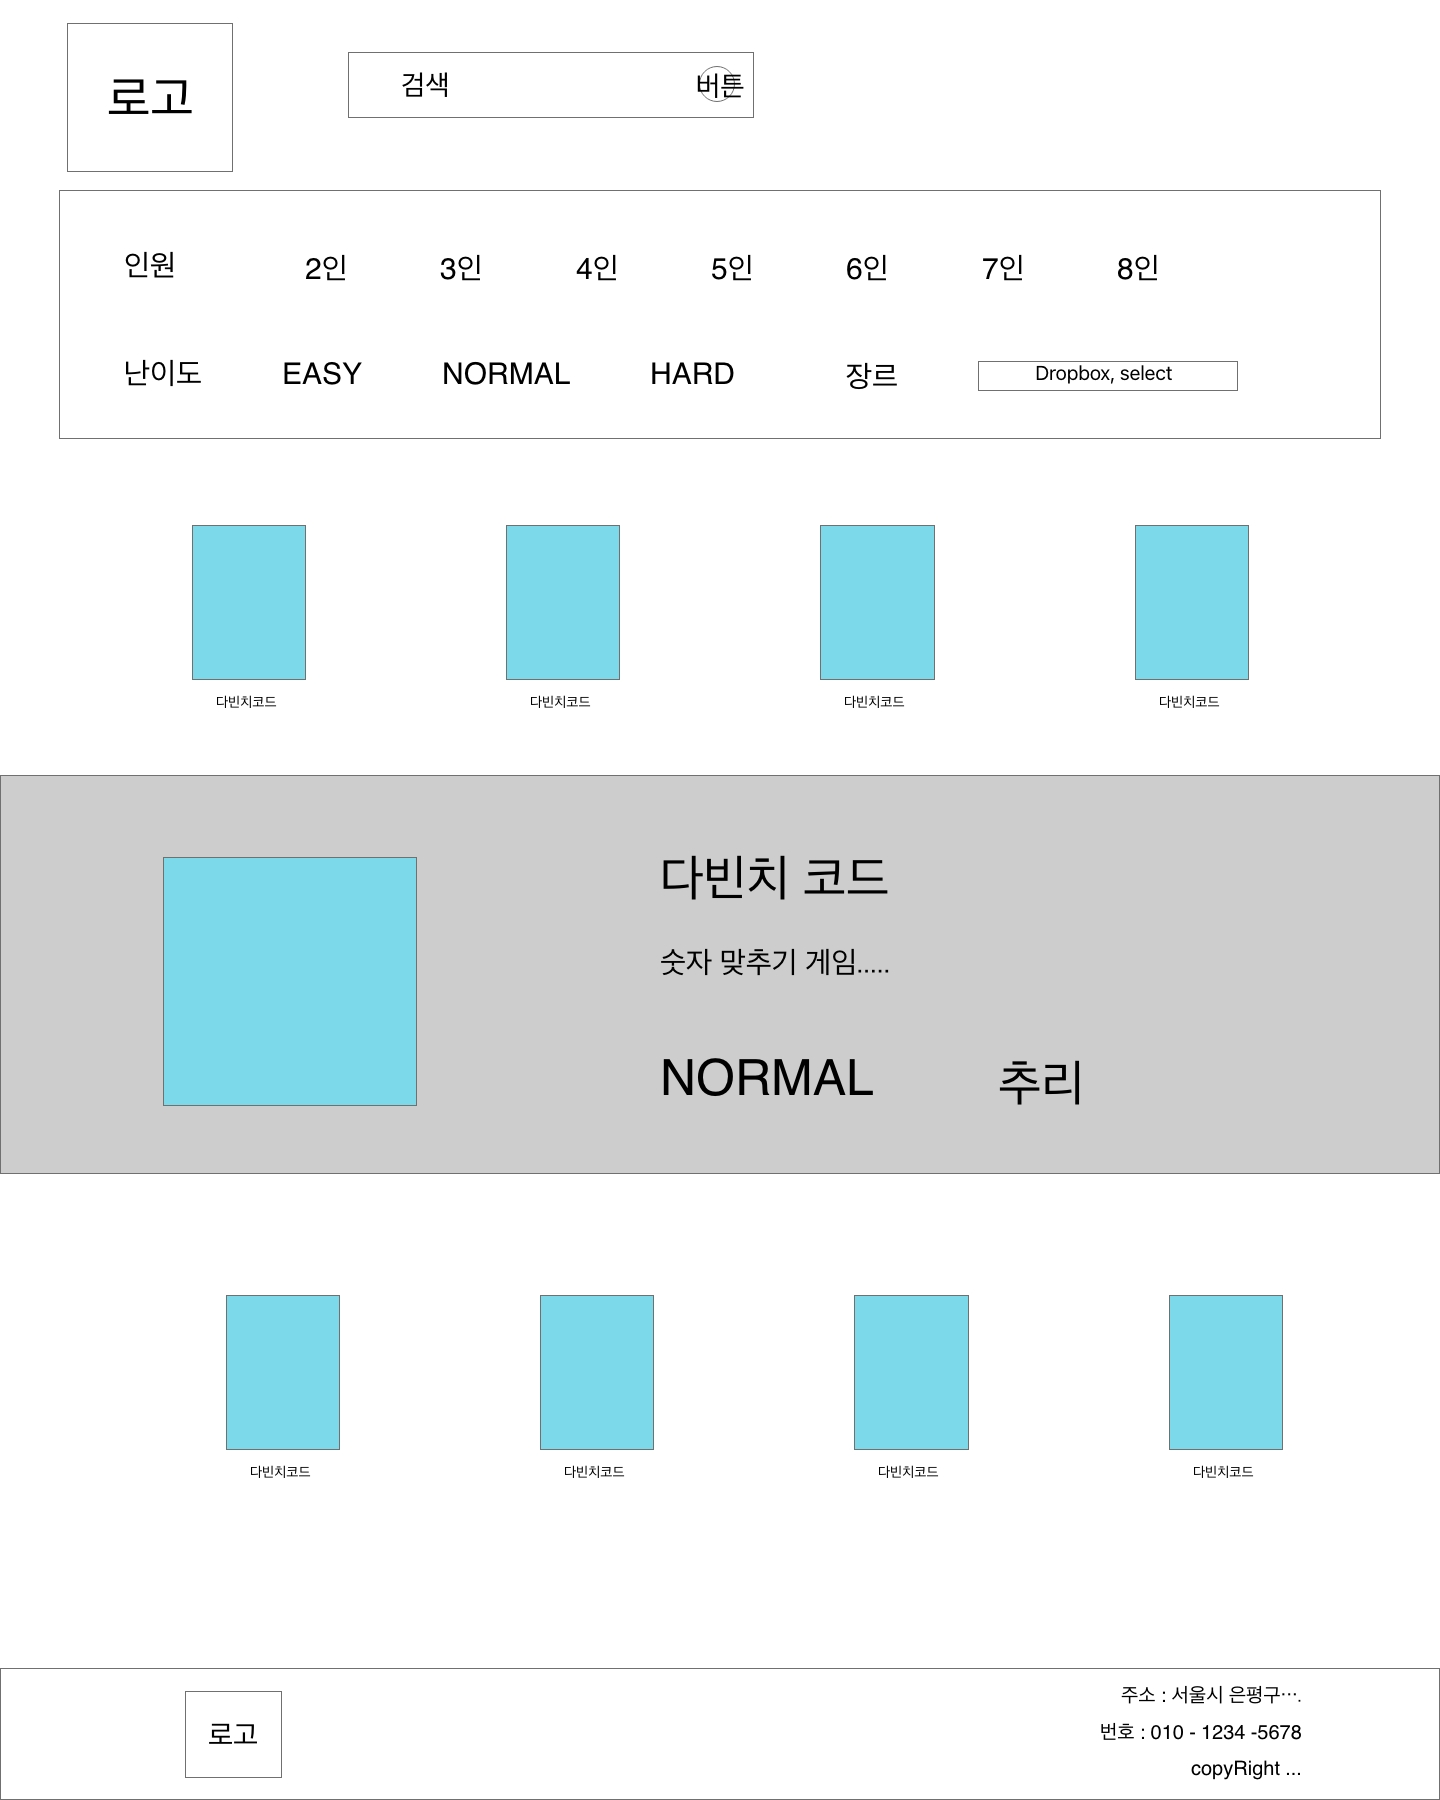 로고
검색 버튼
인원 2인 3인 4인 5인 6인 7인 8인
난이도 EASY NORMAL HARD 장르 Dropbox, select
다빈치코드 다빈치코드 다빈치코드 다빈치코드
다빈치 코드
숫자 맞추기 게임.....
NORMAL 추리
다빈치코드 다빈치코드 다빈치코드 다빈치코드
로고
주소 : 서울시 은평구….
번호 : 010 - 1234 -5678
copyRight ...